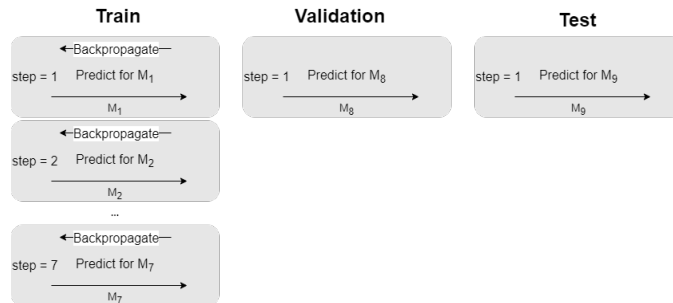 Train
Validation
Test
Backpropagate
step = 1 Predict for M1
M1
step = 1 Predict for M8
M8
step = 1 Predict for M9
M9
Backpropagate
step = 2 Predict for M2
M2
...
Backpropagate
step = 7 Predict for M7
M7